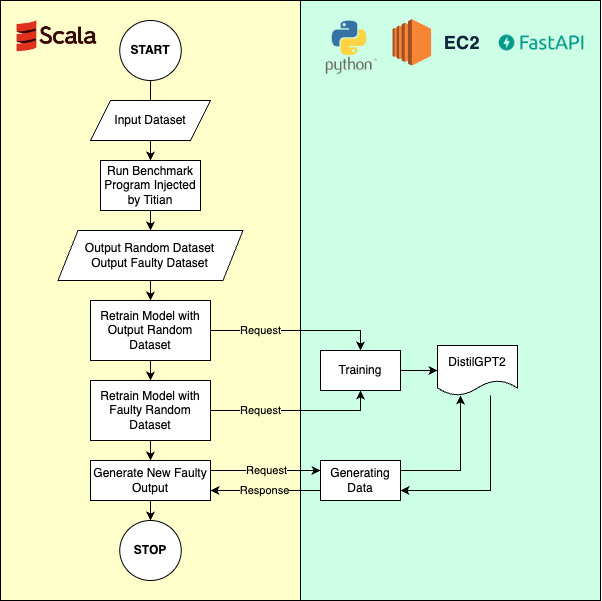 Scala
START
Input Dataset
Run Benchmark
Program Injected
by Titian
Output Random Dataset
Output Faulty Dataset
Retrain Model with
Output Random
Dataset
Retrain Model with
Faulty Random
Dataset
Generate New Faulty
Output
STOP
python
EC2
FastAPI
Request
Training
DistilGPT2
Request
Request
Response
Generating
Data